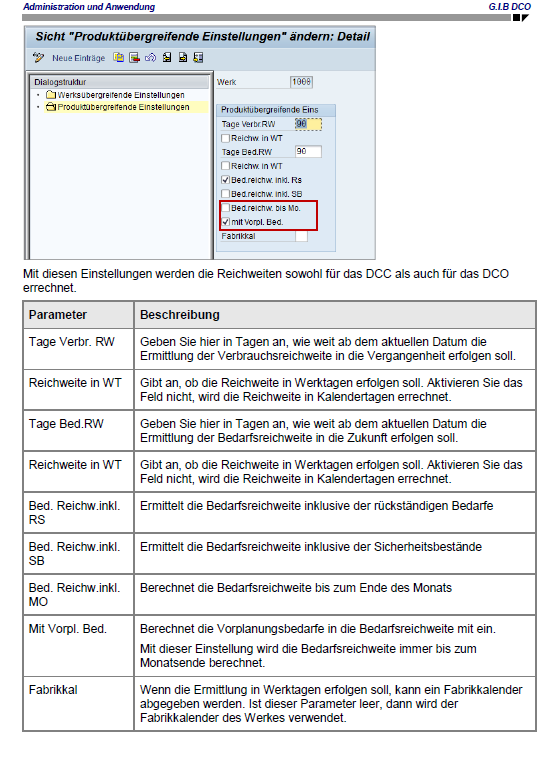 Administration und Anwendung G.I.B DCO
Sicht "Produktübergreifende Einstellungen" ändern: Detail
Neue Einträge
Dialogstruktur
Werksübergreifende Einstellungen
Produktübergreifende Einstellungen
Werk 1000
Produktübergreifende Eins
Tage Verbr.RW 90
Reichw. in WT
Tage Bed.RW 90
Reichw. in WT
Bed.reichw. inkl. Rs
Bed.reichw. inkl. SB
Bed.reichw. bis Mo.
mit Vorpl. Bed.
Fabrikkal
Mit diesen Einstellungen werden die Reichweiten sowohl für das DCC als auch für das DCO
errechnet.
Parameter Beschreibung
Tage Verbr. RW Geben Sie hier in Tagen an, wie weit ab dem aktuellen Datum die
Ermittlung der Verbrauchsreichweite in die Vergangenheit erfolgen soll.
Reichweite in WT Gibt an, ob die Reichweite in Werktagen erfolgen soll. Aktivieren Sie das
Feld nicht, wird die Reichweite in Kalendertagen errechnet.
Tage Bed.RW Geben Sie hier in Tagen an, wie weit ab dem aktuellen Datum die
Ermittlung der Bedarfsreichweite in die Zukunft erfolgen soll.
Reichweite in WT Gibt an, ob die Reichweite in Werktagen erfolgen soll. Aktivieren Sie das
Feld nicht, wird die Reichweite in Kalendertagen errechnet.
Bed. Reichw.inkl. Ermittelt die Bedarfsreichweite inklusive der rückständigen Bedarfe
RS
Bed. Reichw.inkl. Ermittelt die Bedarfsreichweite inklusive der Sicherheitsbestände
SB
Bed. Reichw.inkl. Berechnet die Bedarfsreichweite bis zum Ende des Monats
MO
Mit Vorpl. Bed. Berechnet die Vorplanungsbedarfe in die Bedarfsreichweite mit ein.
Mit dieser Einstellung wird die Bedarfsreichweite immer bis zum
Monatsende berechnet.
Fabrikkal Wenn die Ermittlung in Werktagen erfolgen soll, kann ein Fabrikkalender
abgegeben werden. Ist dieser Parameter leer, dann wird der
Fabrikkalender des Werkes verwendet.